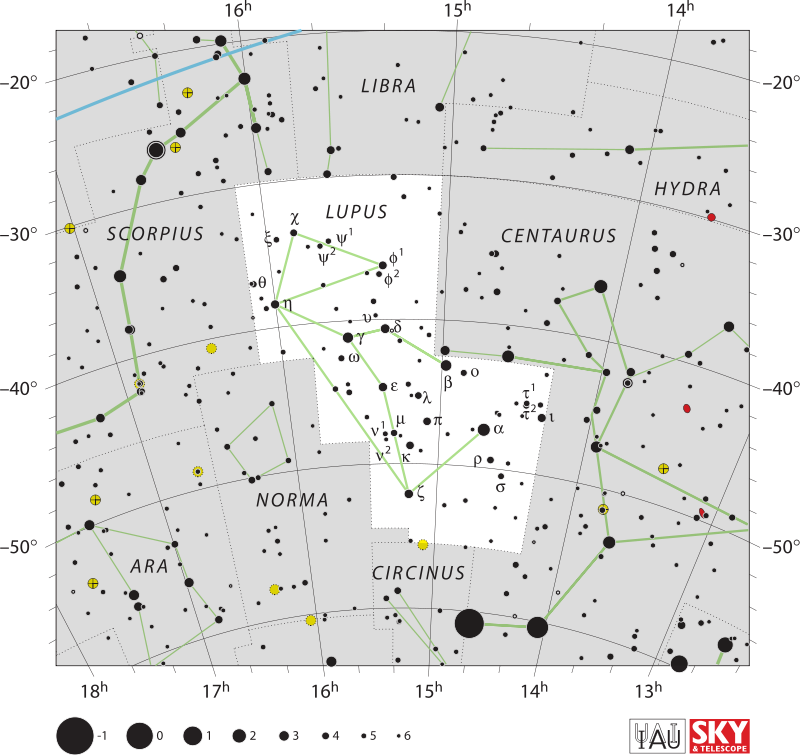 16h 15h 14h
−20° −20°
LIBRA
HYDRA
LUPUS
−30° SCORPIUS CENTAURUS −30°
χ
ξ ψ1
ψ2 φ1
φ2
θ
η
υ δ
γ
ω
β ο
−40° −40°
ε
λ τ1
τ2 ι
μ π α
ν1
ν2 κ
ρ
σ
ζ
NORMA
−50° −50°
ARA CIRCINUS
18h 17h 16h 15h 14h 13h
-1 0 1 2 3 4 5 6
IAU
SKY
& TELESCOPE